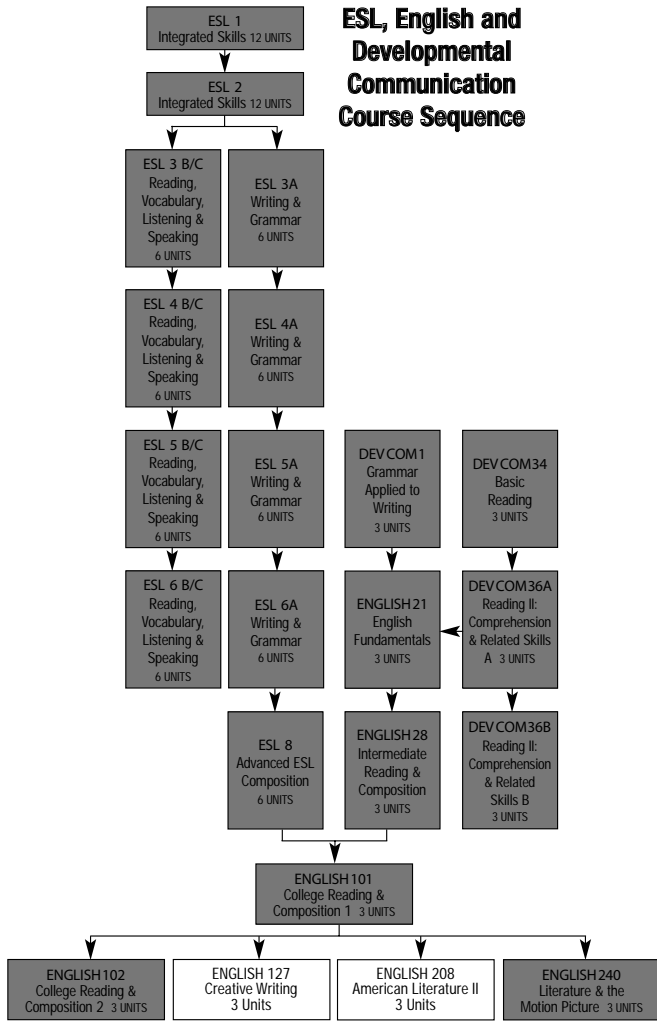 ESL, English and
Developmental
Communication
Course Sequence
ESL 1
Integrated Skills 12 UNITS
ESL 2
Integrated Skills 12 UNITS
ESL 3 B/C
Reading,
Vocabulary,
Listening &
Speaking
6 UNITS
ESL 3A
Writing &
Grammar
6 UNITS
ESL 4 B/C
Reading,
Vocabulary,
Listening &
Speaking
6 UNITS
ESL 4A
Writing &
Grammar
6 UNITS
ESL 5 B/C
Reading,
Vocabulary,
Listening &
Speaking
6 UNITS
ESL 5A
Writing &
Grammar
6 UNITS
DEV COM 1
Grammar
Applied to
Writing
3 UNITS
DEV COM 34
Basic
Reading
3 UNITS
ESL 6 B/C
Reading,
Vocabulary,
Listening &
Speaking
6 UNITS
ESL 6A
Writing &
Grammar
6 UNITS
ENGLISH 21
English
Fundamentals
3 UNITS
DEV COM 36A
Reading II:
Comprehension
& Related Skills
A 3 UNITS
ESL 8
Advanced ESL
Composition
6 UNITS
ENGLISH 28
Intermediate
Reading &
Composition
3 UNITS
DEV COM 36B
Reading II:
Comprehension
& Related
Skills B
3 UNITS
ENGLISH 101
College Reading &
Composition 1 3 UNITS
ENGLISH 102
College Reading &
Composition 2 3 UNITS
ENGLISH 127
Creative Writing
3 Units
ENGLISH 208
American Literature II
3 Units
ENGLISH 240
Literature & the
Motion Picture 3 UNITS